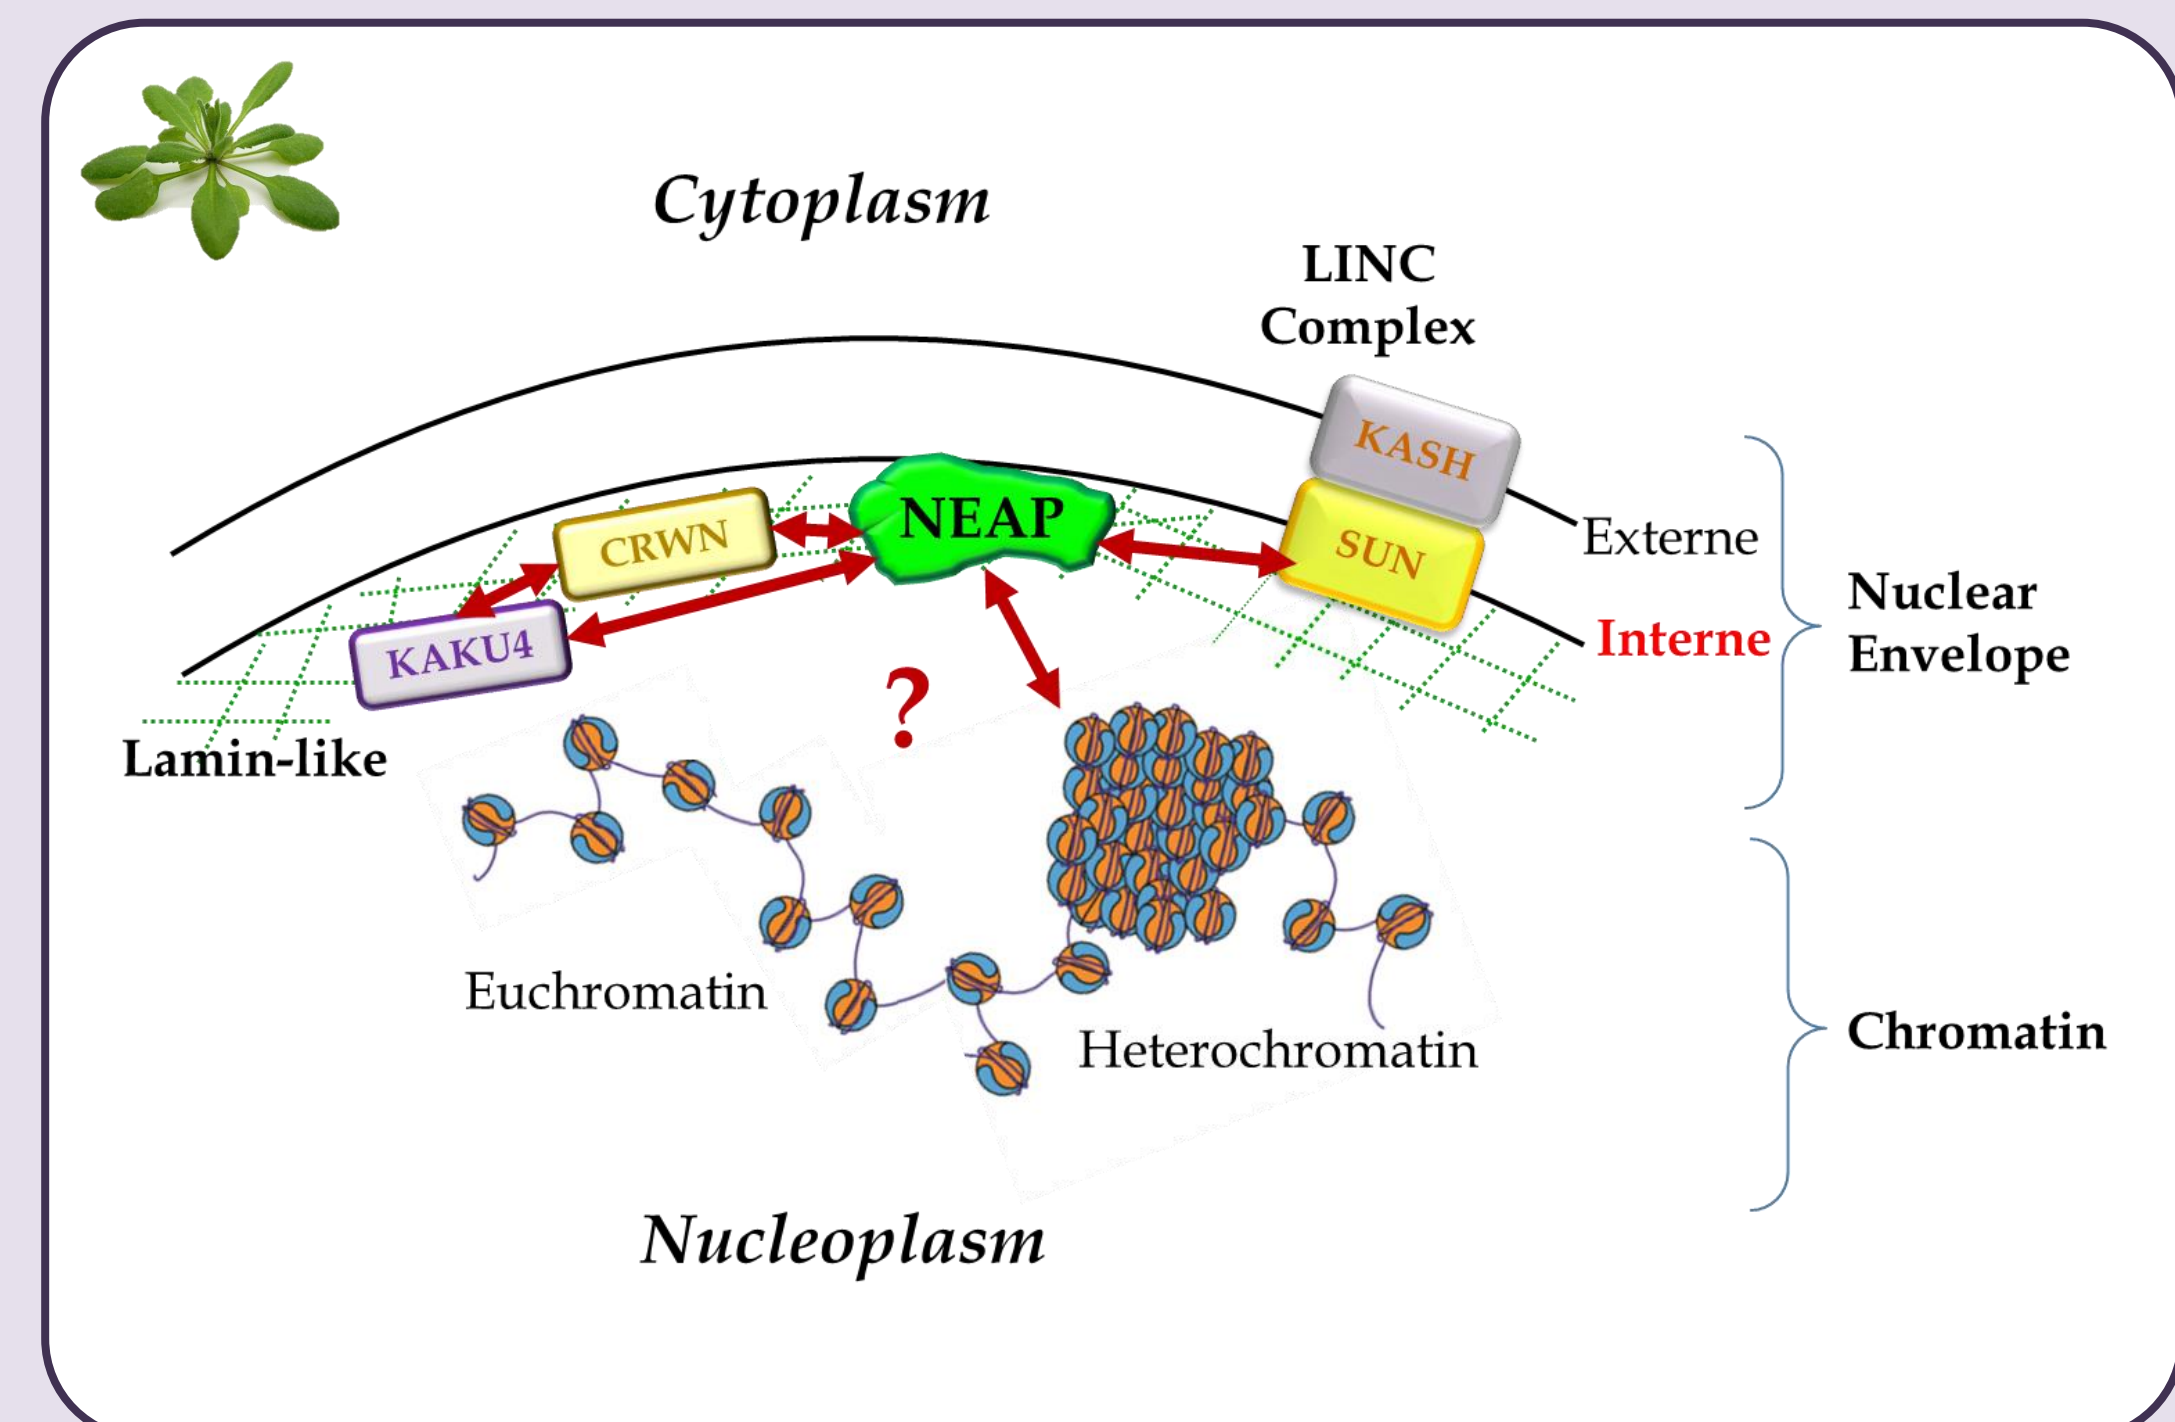 Cytoplasm
LINC
Complex
KASH
NEAP
CRWN
SUN
Externe
KAKU4
Interne
Nuclear
Envelope
?
Lamin-like
Euchromatin
Heterochromatin
Chromatin
Nucleoplasm